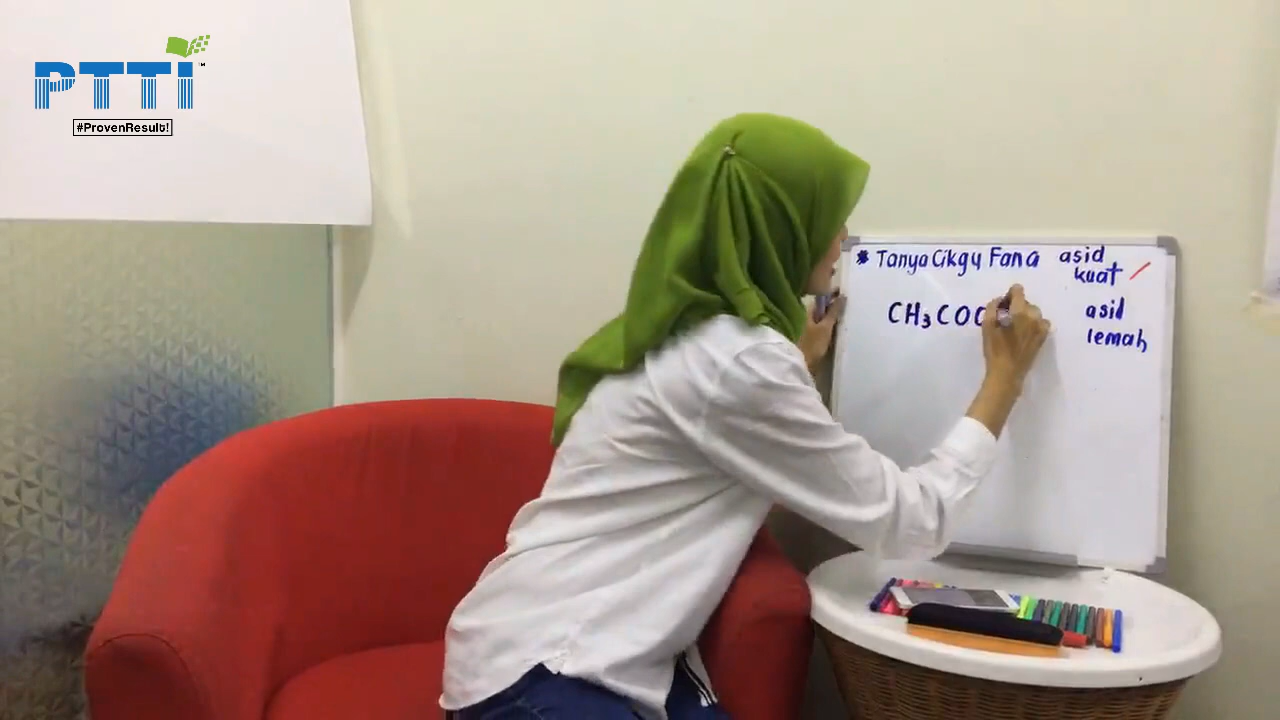 PTTI
#ProvenResult!
* Tanya Cikgu Fana
asid
kuat /
CH₃COO
asid
lemah